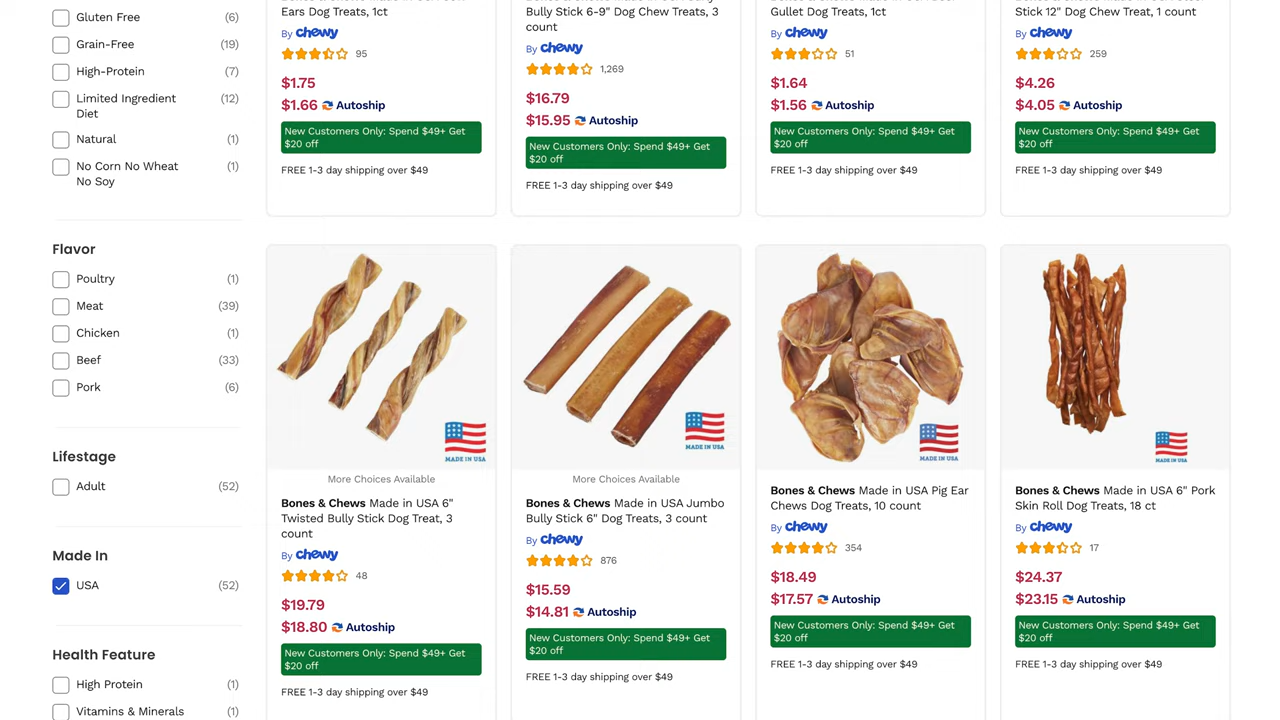 Gluten Free (6)
Grain-Free (19)
High-Protein (7)
Limited Ingredient (12)
Diet
Natural (1)
No Corn No Wheat (1)
No Soy
Flavor
Poultry (1)
Meat (39)
Chicken (1)
Beef (33)
Pork (6)
Lifestage
Adult (52)
Made In
USA (52)
Health Feature
High Protein (1)
Vitamins & Minerals (1)
Ears Dog Treats, 1ct
By chewy
95
$1.75
$1.66 Autoship
New Customers Only: Spend $49+ Get
$20 off
FREE 1-3 day shipping over $49
Bully Stick 6-9" Dog Chew Treats, 3
count
By chewy
1,269
$16.79
$15.95 Autoship
New Customers Only: Spend $49+ Get
$20 off
FREE 1-3 day shipping over $49
Gullet Dog Treats, 1ct
By chewy
51
$1.64
$1.56 Autoship
New Customers Only: Spend $49+ Get
$20 off
FREE 1-3 day shipping over $49
Stick 12" Dog Chew Treat, 1 count
By chewy
259
$4.26
$4.05 Autoship
New Customers Only: Spend $49+ Get
$20 off
FREE 1-3 day shipping over $49
MADE IN USA
More Choices Available
Bones & Chews Made in USA 6"
Twisted Bully Stick Dog Treat, 3
count
By chewy
48
$19.79
$18.80 Autoship
New Customers Only: Spend $49+ Get
$20 off
FREE 1-3 day shipping over $49
MADE IN USA
More Choices Available
Bones & Chews Made in USA Jumbo
Bully Stick 6" Dog Treats, 3 count
By chewy
876
$15.59
$14.81 Autoship
New Customers Only: Spend $49+ Get
$20 off
FREE 1-3 day shipping over $49
MADE IN USA
Bones & Chews Made in USA Pig Ear
Chews Dog Treats, 10 count
By chewy
354
$18.49
$17.57 Autoship
New Customers Only: Spend $49+ Get
$20 off
FREE 1-3 day shipping over $49
MADE IN USA
Bones & Chews Made in USA 6" Pork
Skin Roll Dog Treats, 18 ct
By chewy
17
$24.37
$23.15 Autoship
New Customers Only: Spend $49+ Get
$20 off
FREE 1-3 day shipping over $49